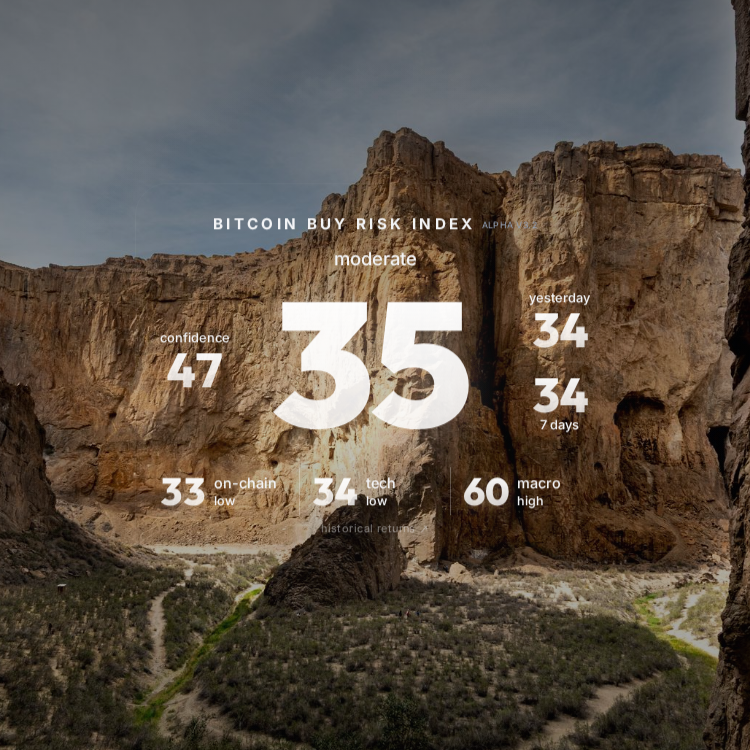 BITCOIN BUY RISK INDEX ALPHA
moderate
35
confidence
47
yesterday
34
34
7 days
33 on-chain low
34 tech low
60 macro high
historical returns